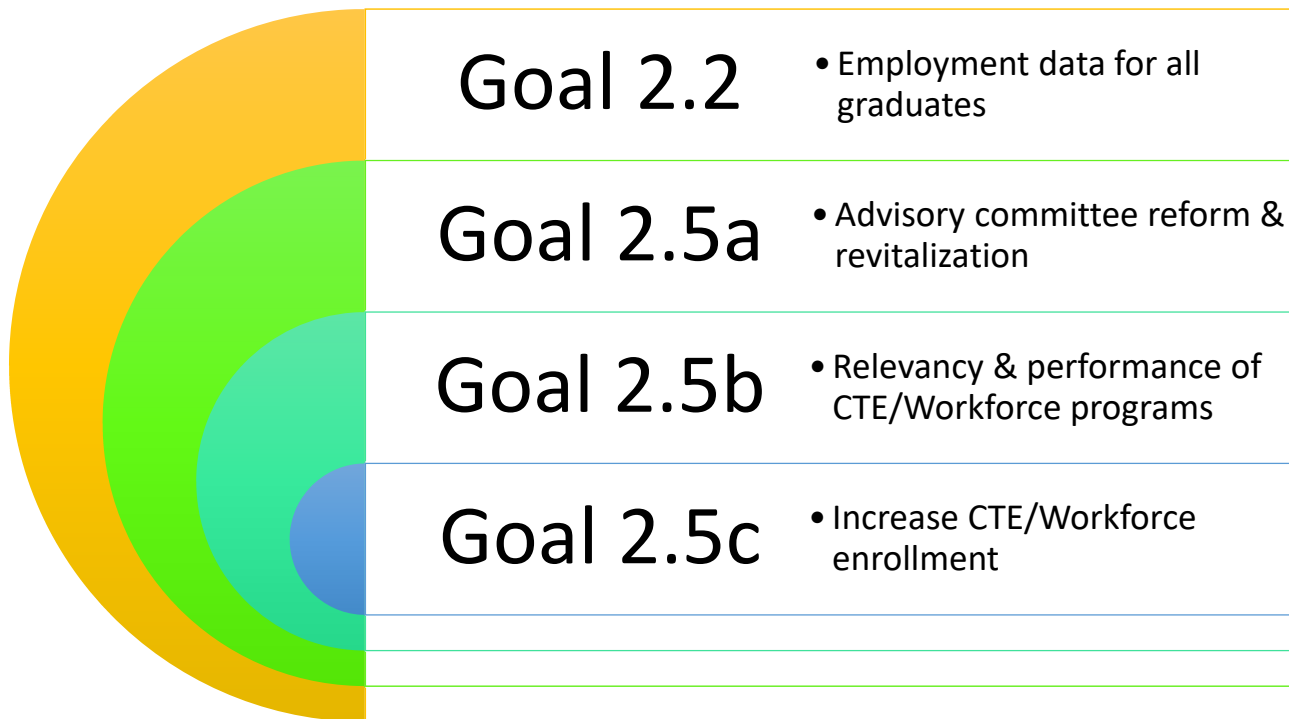 Goal 2.2
• Employment data for all
graduates
Goal 2.5a
• Advisory committee reform &
revitalization
Goal 2.5b
• Relevancy & performance of
CTE/Workforce programs
Goal 2.5c
• Increase CTE/Workforce
enrollment